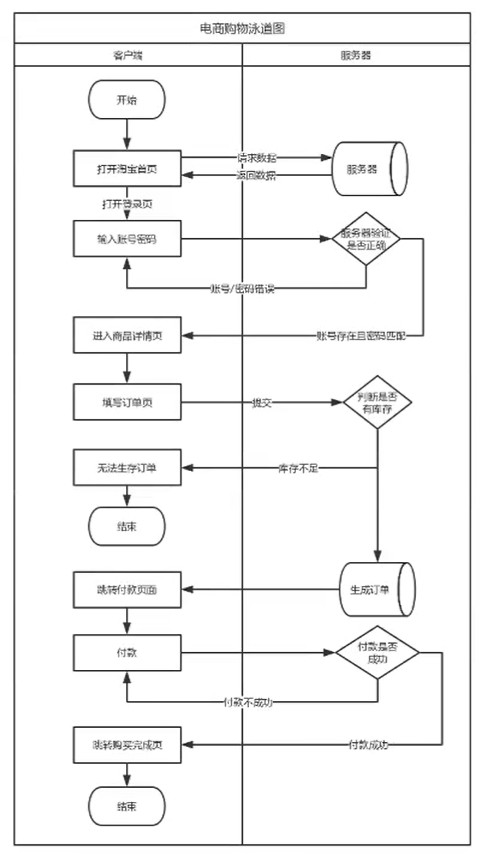 电商购物泳道图
客户端
服务器
开始
打开淘宝首页
请求数据
返回数据
服务器
打开登录页
输入账号密码
服务器验证
是否正确
账号/密码错误
进入商品详情页
账号存在且密码匹配
填写订单页
提交
判断是否
有库存
无法生存订单
库存不足
结束
跳转付款页面
生成订单
付款
付款是否
成功
付款不成功
跳转购买完成页
付款成功
结束